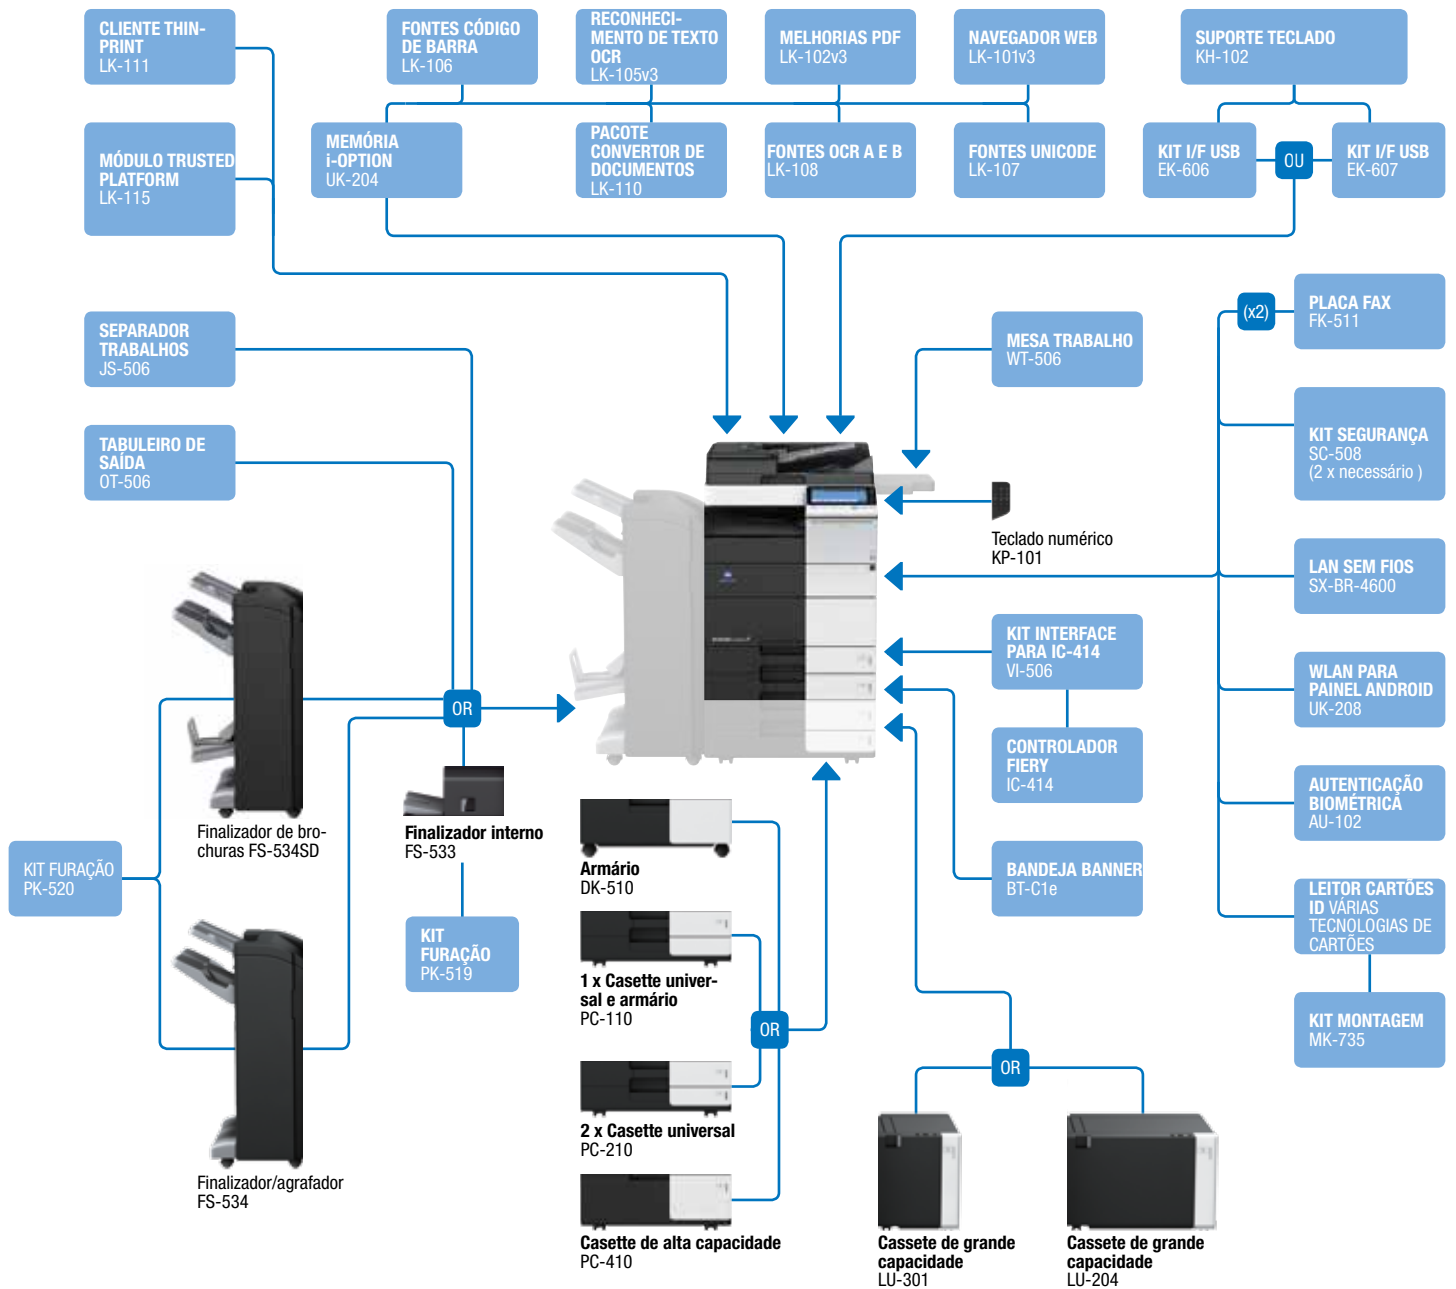 CLIENTE THIN-
PRINT
LK-111
FONTES CÓDIGO
DE BARRA
LK-106
RECONHECI-
MENTO DE TEXTO
OCR
LK-105v3
MELHORIAS PDF
LK-102v3
NAVEGADOR WEB
LK-101v3
SUPORTE TECLADO
KH-102
MÓDULO TRUSTED
PLATFORM
LK-115
MEMÓRIA
i-OPTION
UK-204
PACOTE
CONVERTOR DE
DOCUMENTOS
LK-110
FONTES OCR A E B
LK-108
FONTES UNICODE
LK-107
KIT I/F USB
EK-606
OU
KIT I/F USB
EK-607
SEPARADOR
TRABALHOS
JS-506
MESA TRABALHO
WT-506
(x2)
PLACA FAX
FK-511
TABULEIRO DE
SAÍDA
OT-506
KIT SEGURANÇA
SC-508
(2 x necessário )
Teclado numérico
KP-101
LAN SEM FIOS
SX-BR-4600
KIT INTERFACE
PARA IC-414
VI-506
WLAN PARA
PAINEL ANDROID
UK-208
OR
CONTROLADOR
FIERY
IC-414
AUTENTICAÇÃO
BIOMÉTRICA
AU-102
Finalizador de bro-
churas FS-534SD
Finalizador interno
FS-533
KIT FURAÇÃO
PK-520
Armário
DK-510
BANDEJA BANNER
BT-C1e
LEITOR CARTÕES
ID VÁRIAS
TECNOLOGIAS DE
CARTÕES
KIT
FURAÇÃO
PK-519
1 x Casette univer-
sal e armário
PC-110
OR
KIT MONTAGEM
MK-735
OR
2 x Casette universal
PC-210
Finalizador/agrafador
FS-534
Casette de alta capacidade
PC-410
Cassete de grande
capacidade
LU-301
Cassete de grande
capacidade
LU-204